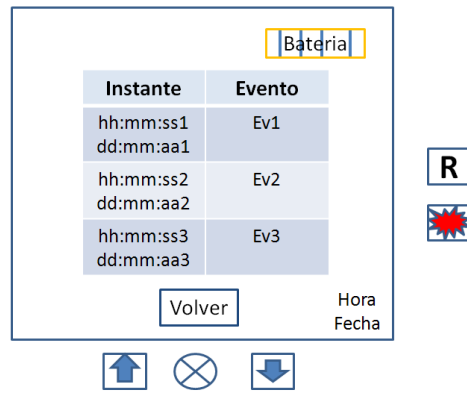 Bateria
Instante Evento
hh:mm:ss1 Ev1
dd:mm:aa1
hh:mm:ss2 Ev2
dd:mm:aa2
hh:mm:ss3 Ev3
dd:mm:aa3
R
Volver
Hora
Fecha